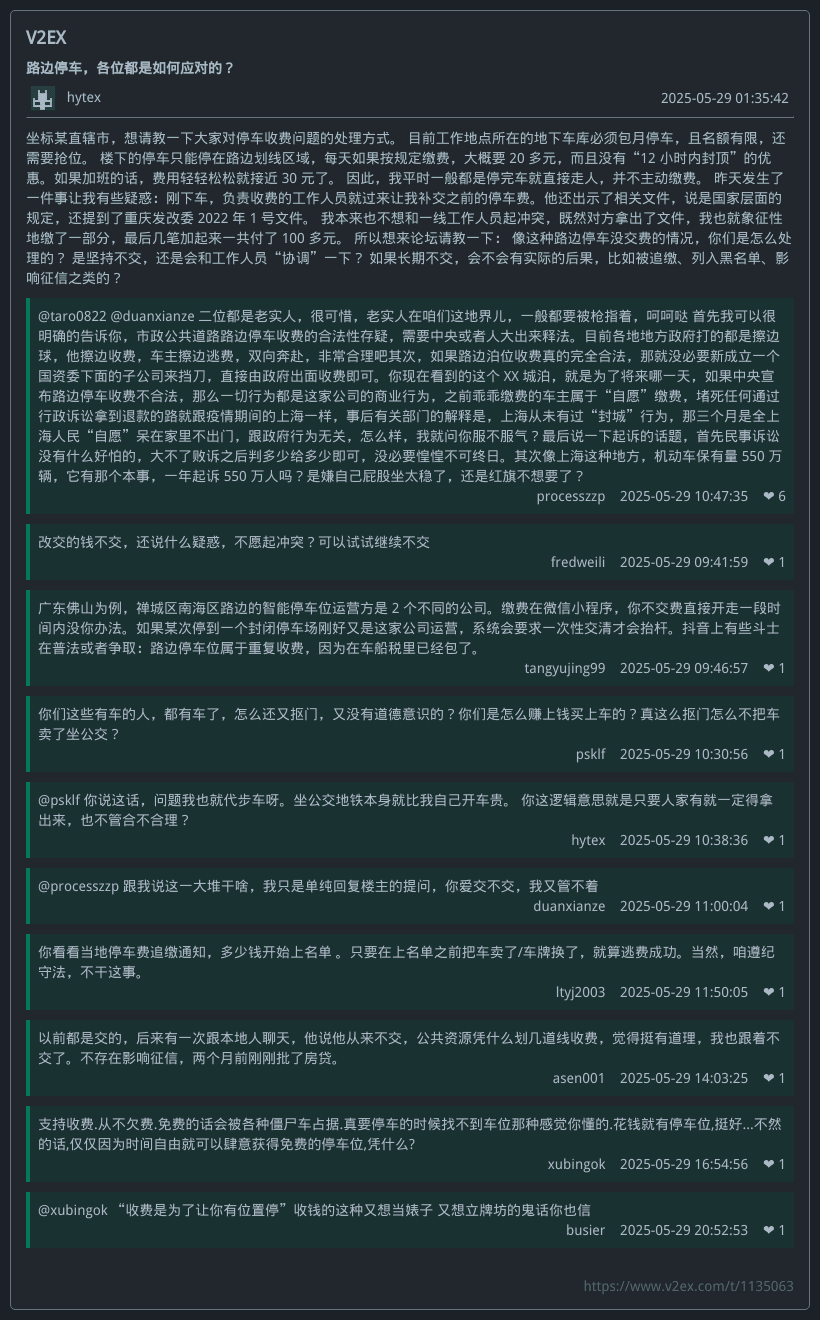 V2EX
路边停车，各位都是如何应对的？
hytex 2025-05-29 01:35:42
坐标某直辖市，想请教一下大家对停车收费问题的处理方式。 目前工作地点所在的地下车库必须包月停车，且名额有限，还
需要抢位。 楼下的停车只能停在路边划线区域，每天如果按规定缴费，大概要 20 多元，而且没有“12 小时内封顶”的优
惠。如果加班的话，费用轻轻松松就接近 30 元了。 因此，我平时一般都是停完车就直接走人，并不主动缴费。 昨天发生了
一件事让我有些疑惑：刚下车，负责收费的工作人员就过来让我补交之前的停车费。他还出示了相关文件，说是国家层面的
规定，还提到了重庆发改委 2022 年 1 号文件。 我本来也不想和一线工作人员起冲突，既然对方拿出了文件，我也就象征性
地缴了一部分，最后几笔加起来一共付了 100 多元。 所以想来论坛请教一下： 像这种路边停车没交费的情况，你们是怎么处
理的？ 是坚持不交，还是会和工作人员“协调”一下？ 如果长期不交，会不会有实际的后果，比如被追缴、列入黑名单、影
响征信之类的？
@taro0822 @duanxianze 二位都是老实人，很可惜，老实人在咱们这地界儿，一般都要被枪指着，呵呵哒 首先我可以很
明确的告诉你，市政公共道路路边停车收费的合法性存疑，需要中央或者人大出来释法。目前各地地方政府打的都是擦边
球，他擦边收费，车主擦边逃费，双向奔赴，非常合理吧其次，如果路边泊位收费真的完全合法，那就没必要新成立一个
国资委下面的子公司来挡刀，直接由政府出面收费即可。你现在看到的这个 XX 城泊，就是为了将来哪一天，如果中央宣
布路边停车收费不合法，那么一切行为都是这家公司的商业行为，之前乖乖缴费的车主属于“自愿”缴费，堵死任何通过
行政诉讼拿到退款的路就跟疫情期间的上海一样，事后有关部门的解释是，上海从未有过“封城”行为，那三个月是全上
海人民“自愿”呆在家里不出门，跟政府行为无关，怎么样，我就问你服不服气？最后说一下起诉的话题，首先民事诉讼
没有什么好怕的，大不了败诉之后判多少给多少即可，没必要惶惶不可终日。其次像上海这种地方，机动车保有量 550 万
辆，它有那个本事，一年起诉 550 万人吗？是嫌自己屁股坐太稳了，还是红旗不想要了？
processzzp 2025-05-29 10:47:35 ❤ 6
改交的钱不交，还说什么疑惑，不愿起冲突？可以试试继续不交
fredweili 2025-05-29 09:41:59 ❤ 1
广东佛山为例，禅城区南海区路边的智能停车位运营方是 2 个不同的公司。缴费在微信小程序，你不交费直接开走一段时
间内没你办法。如果某次停到一个封闭停车场刚好又是这家公司运营，系统会要求一次性交清才会抬杆。抖音上有些斗士
在普法或者争取：路边停车位属于重复收费，因为在车船税里已经包了。
tangyujing99 2025-05-29 09:46:57 ❤ 1
你们这些有车的人，都有车了，怎么还又抠门，又没有道德意识的？你们是怎么赚上钱买上车的？真这么抠门怎么不把车
卖了坐公交？
psklf 2025-05-29 10:30:56 ❤ 1
@psklf 你说这话，问题我也就代步车呀。坐公交地铁本身就比我自己开车贵。 你这逻辑意思就是只要人家有就一定得拿
出来，也不管合不合理？
hytex 2025-05-29 10:38:36 ❤ 1
@processzzp 跟我说这一大堆干啥，我只是单纯回复楼主的提问，你爱交不交，我又管不着
duanxianze 2025-05-29 11:00:04 ❤ 1
你看看当地停车费追缴通知，多少钱开始上名单 。只要在上名单之前把车卖了/车牌换了，就算逃费成功。当然，咱遵纪
守法，不干这事。
ltyj2003 2025-05-29 11:50:05 ❤ 1
以前都是交的，后来有一次跟本地人聊天，他说他从来不交，公共资源凭什么划几道线收费，觉得挺有道理，我也跟着不
交了。不存在影响征信，两个月前刚刚批了房贷。
asen001 2025-05-29 14:03:25 ❤ 1
支持收费.从不欠费.免费的话会被各种僵尸车占据.真要停车的时候找不到车位那种感觉你懂的.花钱就有停车位,挺好...不然
的话,仅仅因为时间自由就可以肆意获得免费的停车位,凭什么?
xubingok 2025-05-29 16:54:56 ❤ 1
@xubingok “收费是为了让你有位置停”收钱的这种又想当婊子 又想立牌坊的鬼话你也信
busier 2025-05-29 20:52:53 ❤ 1
https://www.v2ex.com/t/1135063